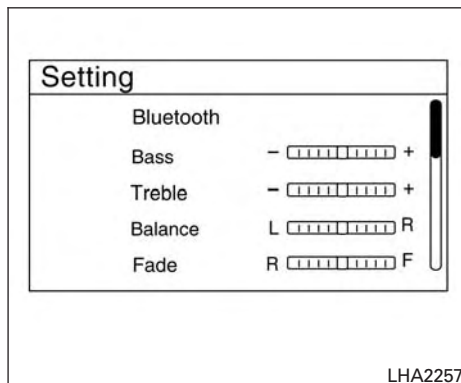 Setting
Bluetooth
Bass - +
Treble - +
Balance L R
Fade R F
LHA2257